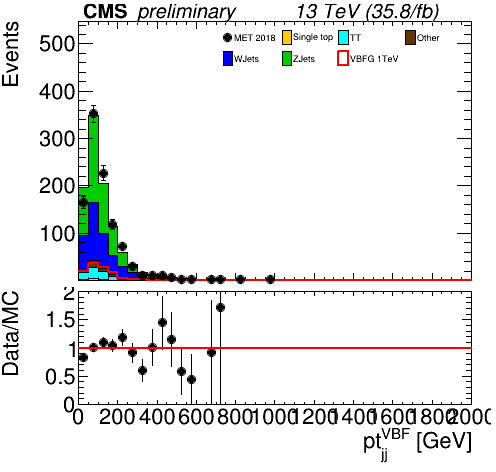 CMS preliminary 13 TeV (35.8/fb)
Events
500
400
300
200
100
MET 2018 Single top TT Other
WJets ZJets VBFG 1TeV
Data/MC
2
1.5
1
0.5
0
0 200 400 600 800 1000 1200 1400 1600 1800 2000
pt_jj^VBF [GeV]